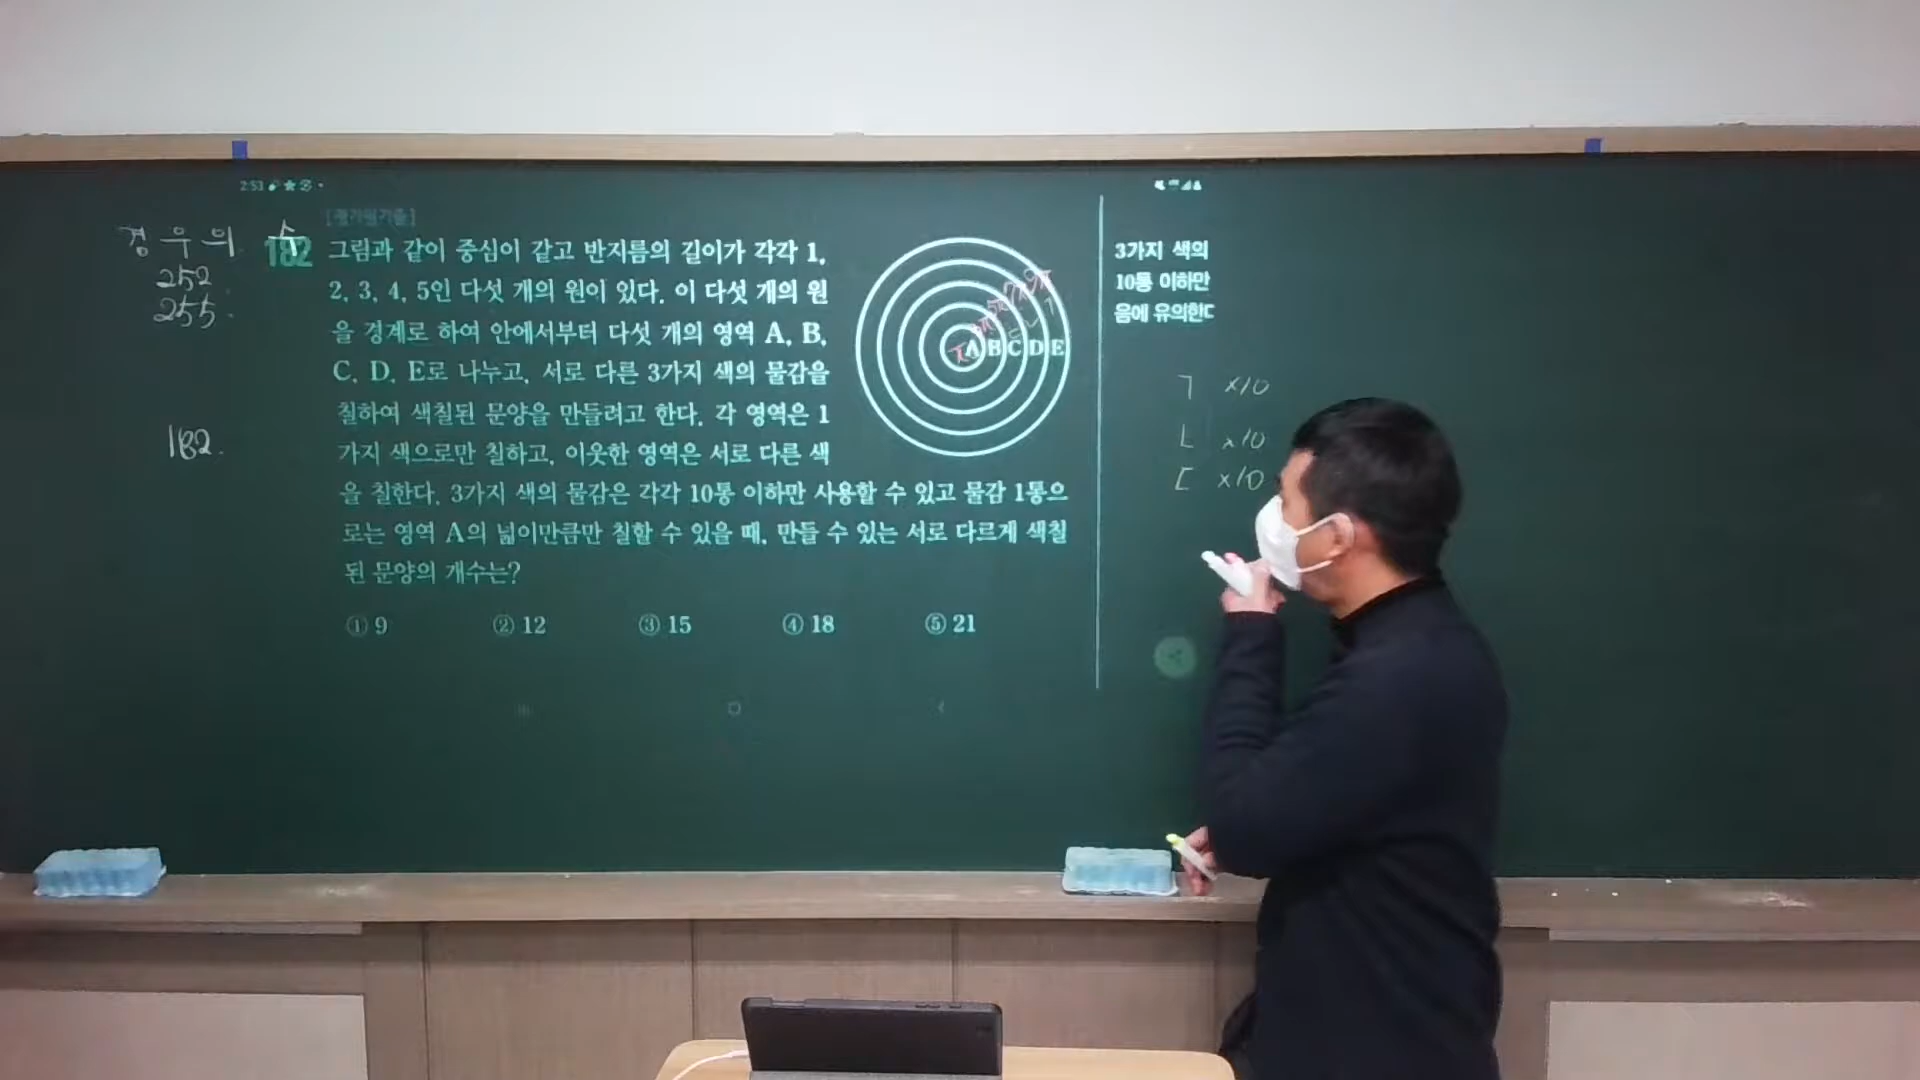 2:53
경우의 수
252.
255.
182.
[평가원기출]
182 그림과 같이 중심이 같고 반지름의 길이가 각각 1,
2, 3, 4, 5인 다섯 개의 원이 있다. 이 다섯 개의 원
을 경계로 하여 안에서부터 다섯 개의 영역 A, B,
C, D, E로 나누고, 서로 다른 3가지 색의 물감을
칠하여 색칠된 문양을 만들려고 한다. 각 영역은 1
가지 색으로만 칠하고, 이웃한 영역은 서로 다른 색
을 칠한다. 3가지 색의 물감은 각각 10통 이하만 사용할 수 있고 물감 1통으
로는 영역 A의 넓이만큼만 칠할 수 있을 때, 만들 수 있는 서로 다르게 색칠
된 문양의 개수는?
① 9 ② 12 ③ 15 ④ 18 ⑤ 21
A B C D E
3가지 색의
10통 이하만
음에 유의한다
ㄱ ×10
ㄴ ×10
ㄷ ×10